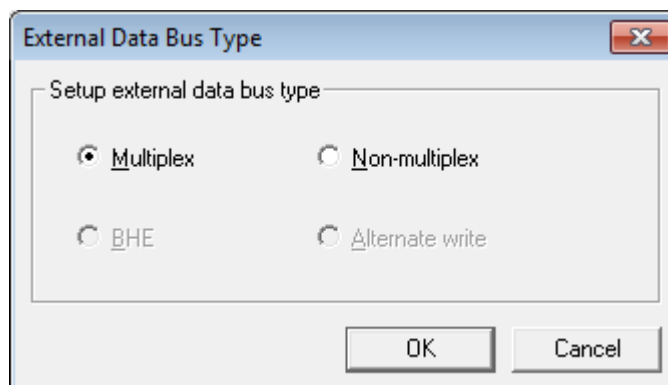 External Data Bus Type
Setup external data bus type
Multiplex Non-multiplex
BHE Alternate write
OK Cancel